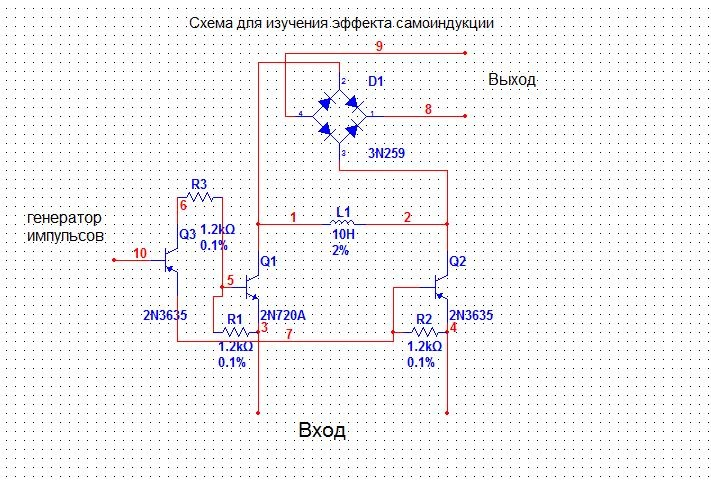 Схема для изучения эффекта самоиндукции
9
2
D1
Выход
4
1
8
3
3N259
R3
6
генератор
импульсов
1.2kΩ
0.1%
L1
1
2
10H
2%
10
Q3
Q1
Q2
5
2N3635
2N720A
2N3635
R1
3
7
R2
4
1.2kΩ
0.1%
1.2kΩ
0.1%
Вход